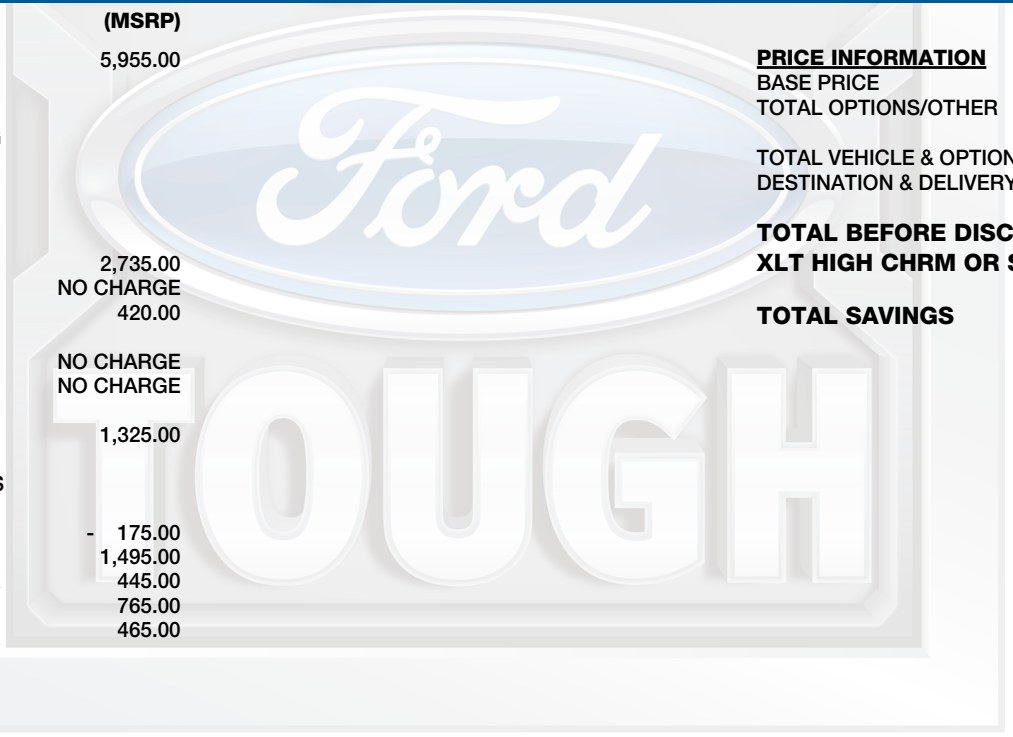 (MSRP)
5,955.00
2,735.00
NO CHARGE
420.00
NO CHARGE
NO CHARGE
1,325.00
S
- 175.00
1,495.00
445.00
765.00
465.00
PRICE INFORMATION
BASE PRICE
TOTAL OPTIONS/OTHER
TOTAL VEHICLE & OPTION
DESTINATION & DELIVERY
TOTAL BEFORE DISC
XLT HIGH CHRM OR S
TOTAL SAVINGS
Ford
TOUGH